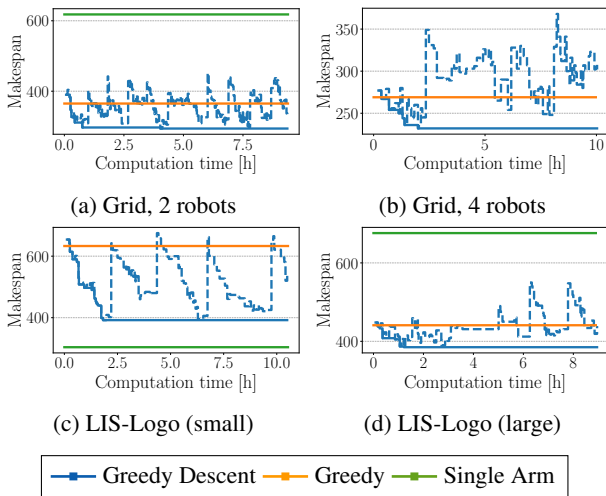 Makespan
600
400
0.0 2.5 5.0 7.5
Computation time [h]
(a) Grid, 2 robots
Makespan
350
300
250
0 5 10
Computation time [h]
(b) Grid, 4 robots
Makespan
600
400
0.0 2.5 5.0 7.5 10.0
Computation time [h]
(c) LIS-Logo (small)
Makespan
600
400
0 2 4 6 8
Computation time [h]
(d) LIS-Logo (large)
Greedy Descent Greedy Single Arm